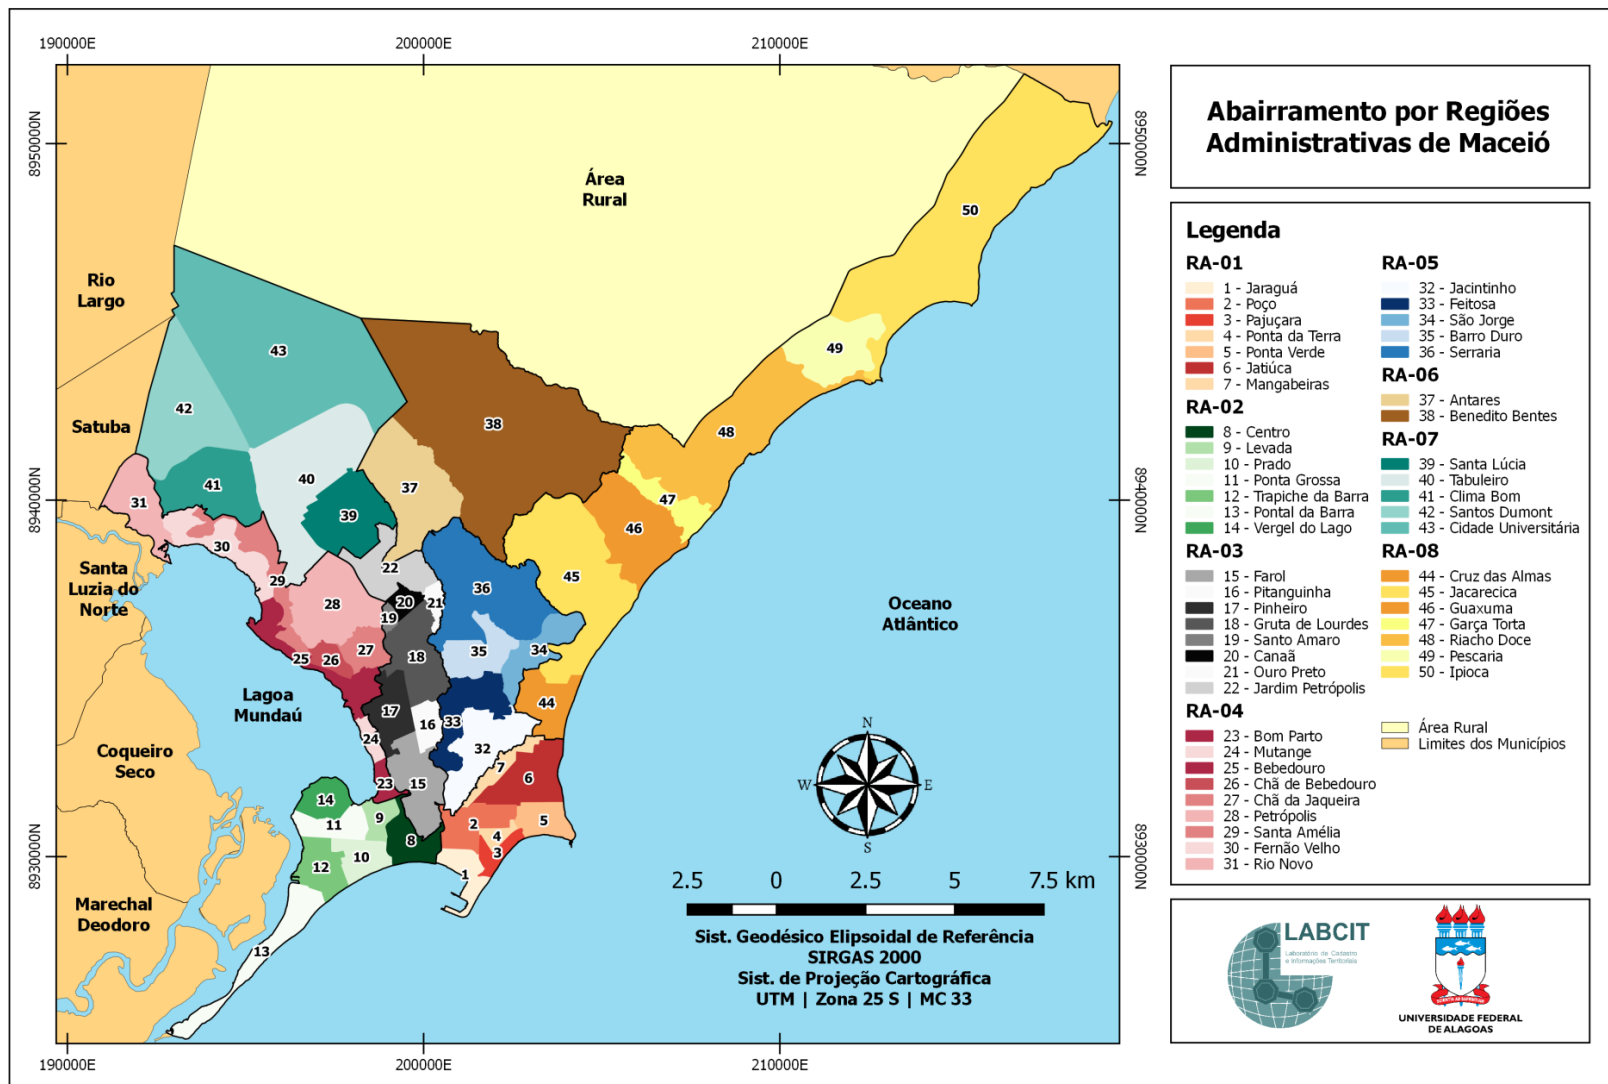 190000E
200000E
210000E
8950000N
8950000N
Abairramento por Regiões
Administrativas de Maceió
Área
Rural
50
Rio
Largo
43
49
42
Satuba
38
48
41
40
37
31
39
47
46
8940000N
8940000N
30
22
45
Santa
Luzia do
Norte
29
36
28
20
21
19
Oceano
Atlântico
27
25
26
18
35
34
Lagoa
Mundaú
17
16
33
44
24
32
Coqueiro
Seco
7
6
23
15
14
11
9
2
5
8
4
3
10
12
1
8930000N
8930000N
13
Marechal
Deodoro
N
W
E
S
2.5 0 2.5 5 7.5 km
Sist. Geodésico Elipsoidal de Referência
SIRGAS 2000
Sist. de Projeção Cartográfica
UTM | Zona 25 S | MC 33
190000E
200000E
210000E
Legenda
RA-01
1 - Jaraguá
2 - Poço
3 - Pajuçara
4 - Ponta da Terra
5 - Ponta Verde
6 - Jatiúca
7 - Mangabeiras
RA-02
8 - Centro
9 - Levada
10 - Prado
11 - Ponta Grossa
12 - Trapiche da Barra
13 - Pontal da Barra
14 - Vergel do Lago
RA-03
15 - Farol
16 - Pitanguinha
17 - Pinheiro
18 - Gruta de Lourdes
19 - Santo Amaro
20 - Canaã
21 - Ouro Preto
22 - Jardim Petrópolis
RA-04
23 - Bom Parto
24 - Mutange
25 - Bebedouro
26 - Chã de Bebedouro
27 - Chã da Jaqueira
28 - Petrópolis
29 - Santa Amélia
30 - Fernão Velho
31 - Rio Novo
RA-05
32 - Jacintinho
33 - Feitosa
34 - São Jorge
35 - Barro Duro
36 - Serraria
RA-06
37 - Antares
38 - Benedito Bentes
RA-07
39 - Santa Lúcia
40 - Tabuleiro
41 - Clima Bom
42 - Santos Dumont
43 - Cidade Universitária
RA-08
44 - Cruz das Almas
45 - Jacarecica
46 - Guaxuma
47 - Garça Torta
48 - Riacho Doce
49 - Pescaria
50 - Ipioca
Área Rural
Limites dos Municípios
LABCIT
Laboratório de Cadastro
e Informações Territoriais
UNIVERSIDADE FEDERAL
DE ALAGOAS